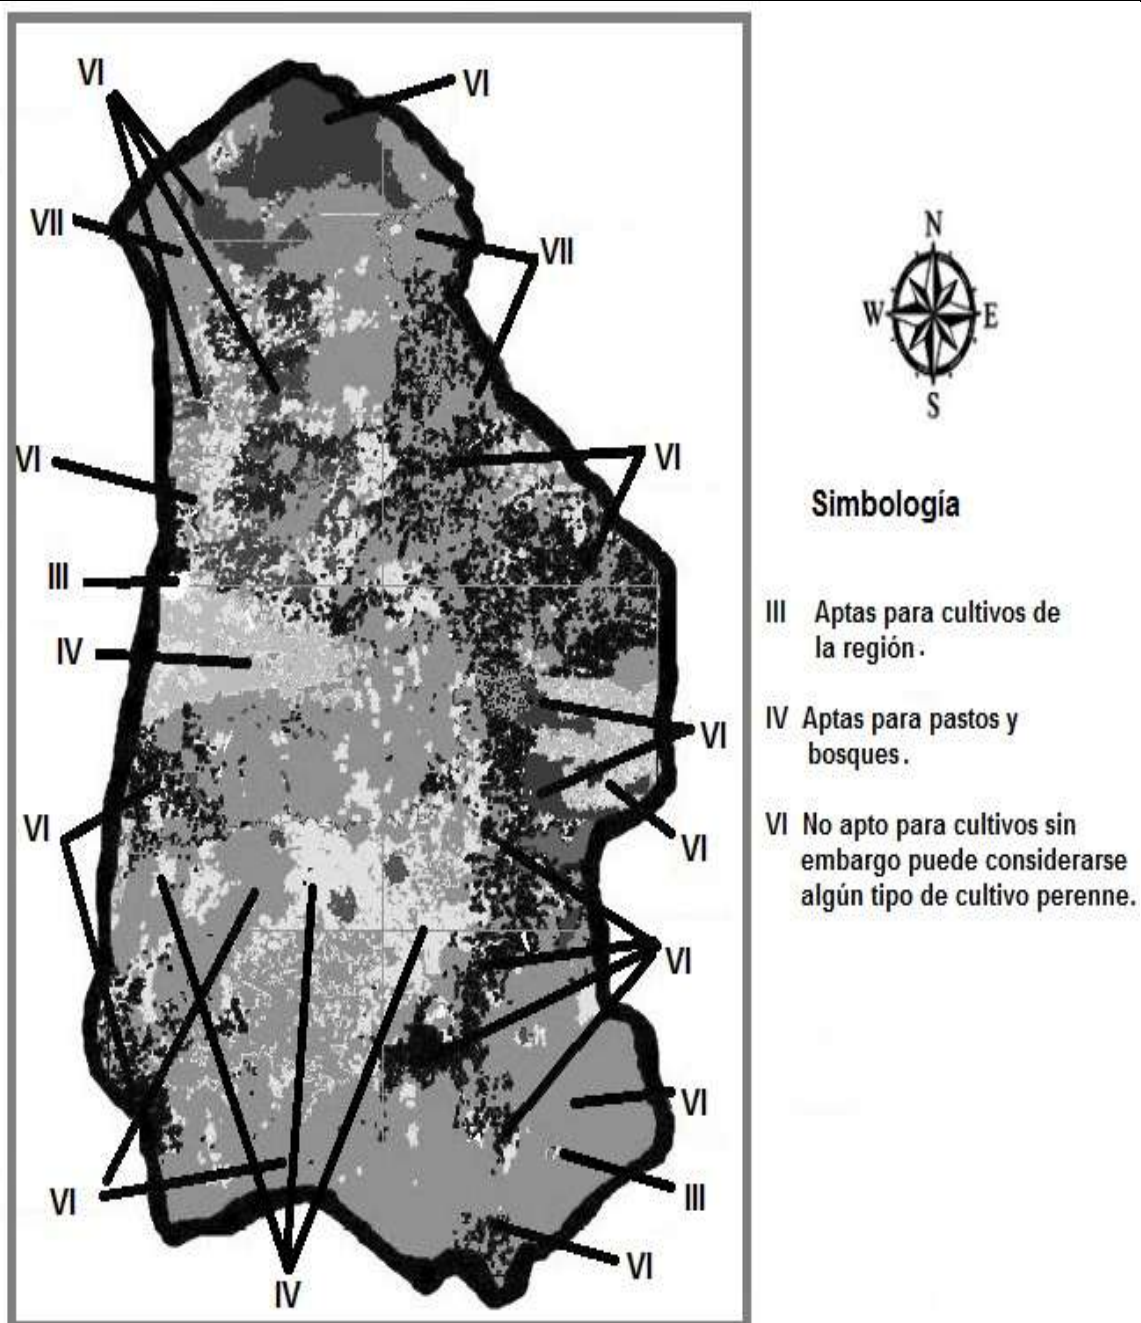 VI
VI
VII
VII
VI
VI
III
IV
VI
VI
VI
VI
VI
VI
III
VI
IV
N
W E
S
Simbología
III Aptas para cultivos de
la región.
IV Aptas para pastos y
bosques.
VI No apto para cultivos sin
embargo puede considerarse
algún tipo de cultivo perenne.